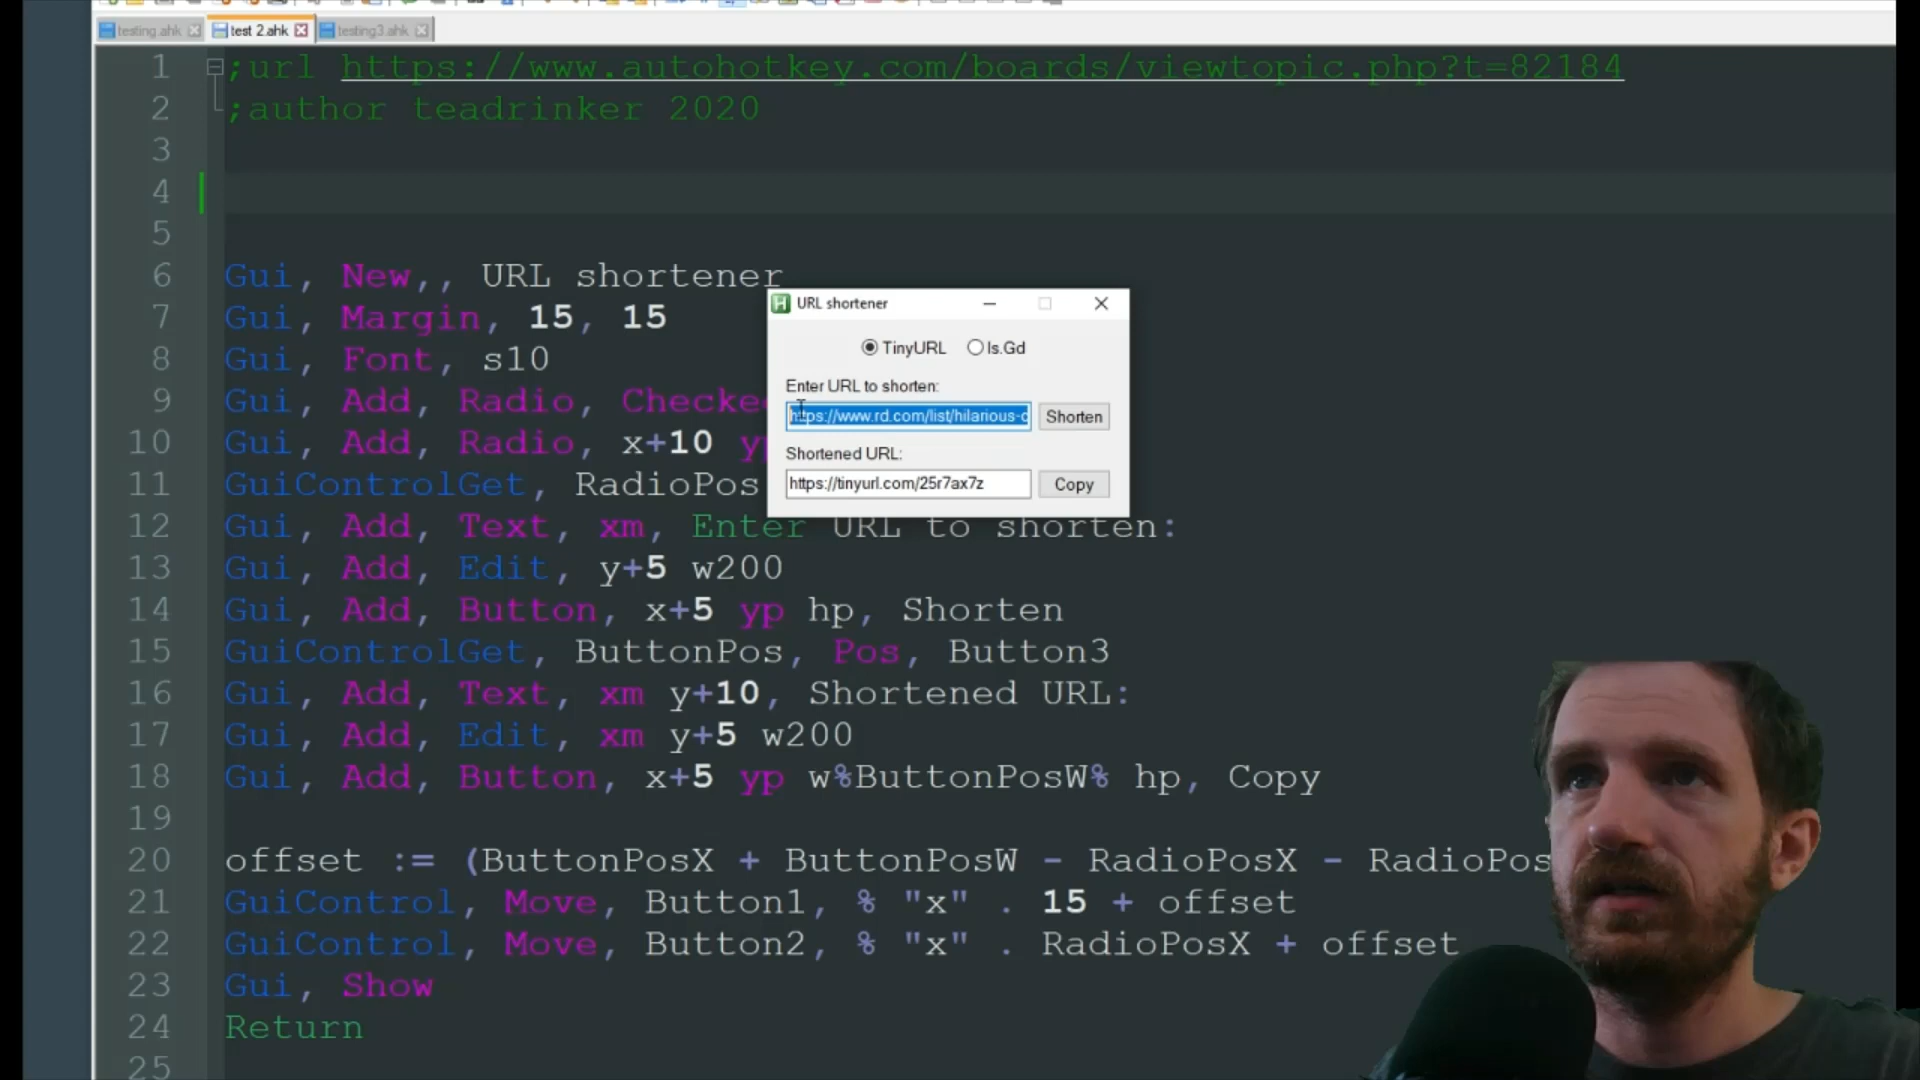 testing.ahk test 2.ahk testing3.ahk
1 ;url https://www.autohotkey.com/boards/viewtopic.php?t=82184
2 ;author teadrinker 2020
3
4
5
6 Gui, New,, URL shortener
7 Gui, Margin, 15, 15
8 Gui, Font, s10
9 Gui, Add, Radio, Checke
10 Gui, Add, Radio, x+10 yp
11 GuiControlGet, RadioPos
12 Gui, Add, Text, xm, Enter URL to shorten:
13 Gui, Add, Edit, y+5 w200
14 Gui, Add, Button, x+5 yp hp, Shorten
15 GuiControlGet, ButtonPos, Pos, Button3
16 Gui, Add, Text, xm y+10, Shortened URL:
17 Gui, Add, Edit, xm y+5 w200
18 Gui, Add, Button, x+5 yp w%ButtonPosW% hp, Copy
19
20 offset := (ButtonPosX + ButtonPosW - RadioPosX - RadioPos
21 GuiControl, Move, Button1, % "x" . 15 + offset
22 GuiControl, Move, Button2, % "x" . RadioPosX + offset
23 Gui, Show
24 Return
25
URL shortener
TinyURL Is.Gd
Enter URL to shorten:
https://www.rd.com/list/hilarious-c Shorten
Shortened URL:
https://tinyurl.com/25r7ax7z Copy